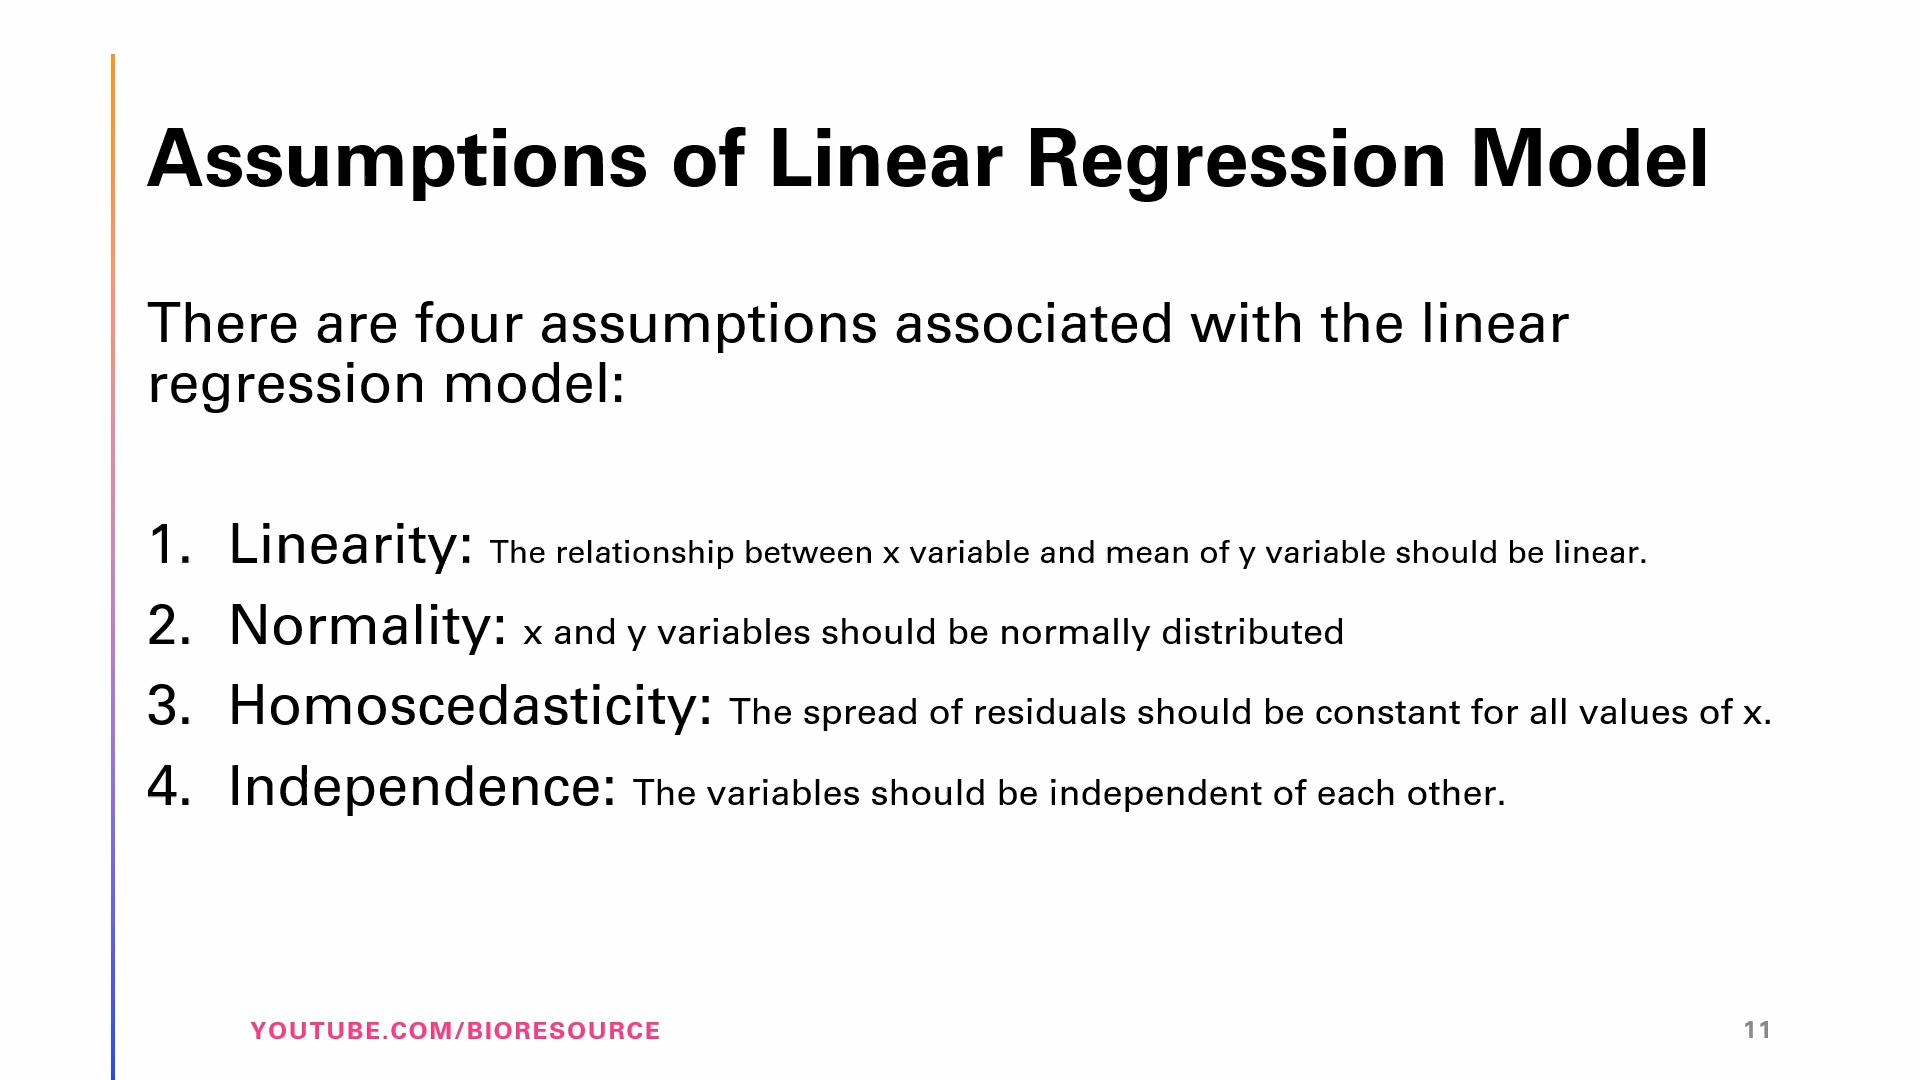 Assumptions of Linear Regression Model
There are four assumptions associated with the linear
regression model:
1. Linearity: The relationship between x variable and mean of y variable should be linear.
2. Normality: x and y variables should be normally distributed
3. Homoscedasticity: The spread of residuals should be constant for all values of x.
4. Independence: The variables should be independent of each other.
YOUTUBE.COM/BIORESOURCE
11